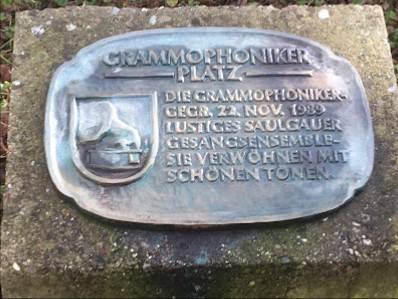 GRAMMOPHONIKER
PLATZ
DIE GRAMMOPHONIKER-
GEGR. 22. NOV. 1989
LUSTIGES SAULGAUER
GESANGSENSEMBLE-
SIE VERWÖHNEN MIT
SCHÖNEN TÖNEN.